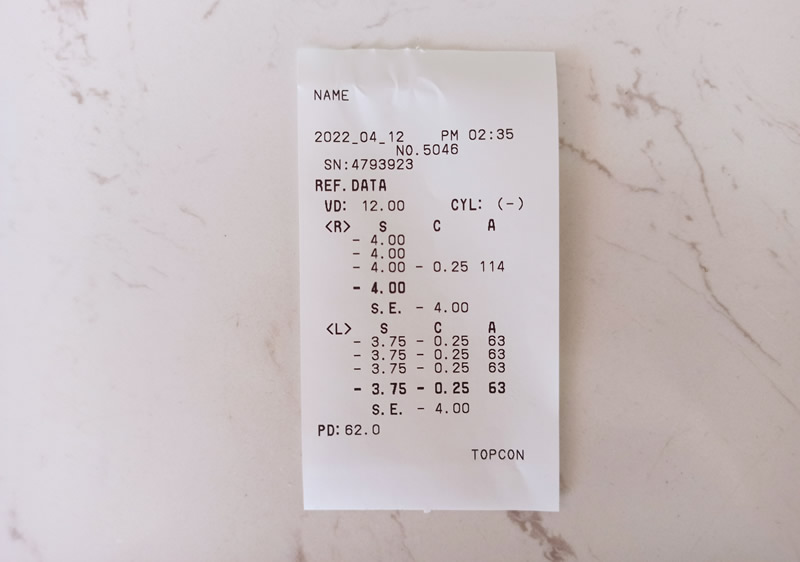 NAME
2022_04_12 PM 02:35
NO.5046
SN:4793923
REF.DATA
VD: 12.00 CYL: (-)
<R> S C A
- 4.00
- 4.00
- 4.00 - 0.25 114
- 4.00
S.E. - 4.00
<L> S C A
- 3.75 - 0.25 63
- 3.75 - 0.25 63
- 3.75 - 0.25 63
- 3.75 - 0.25 63
S.E. - 4.00
PD:62.0
TOPCON